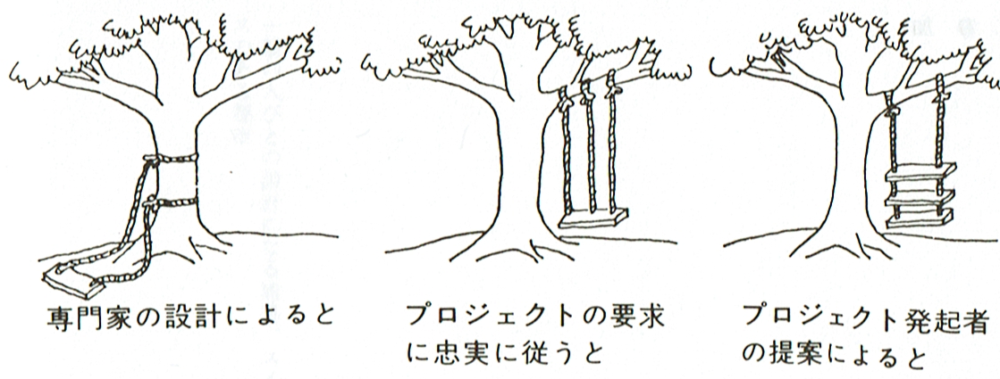 専門家の設計によると
プロジェクトの要求
に忠実に従うと
プロジェクト発起者
の提案によると